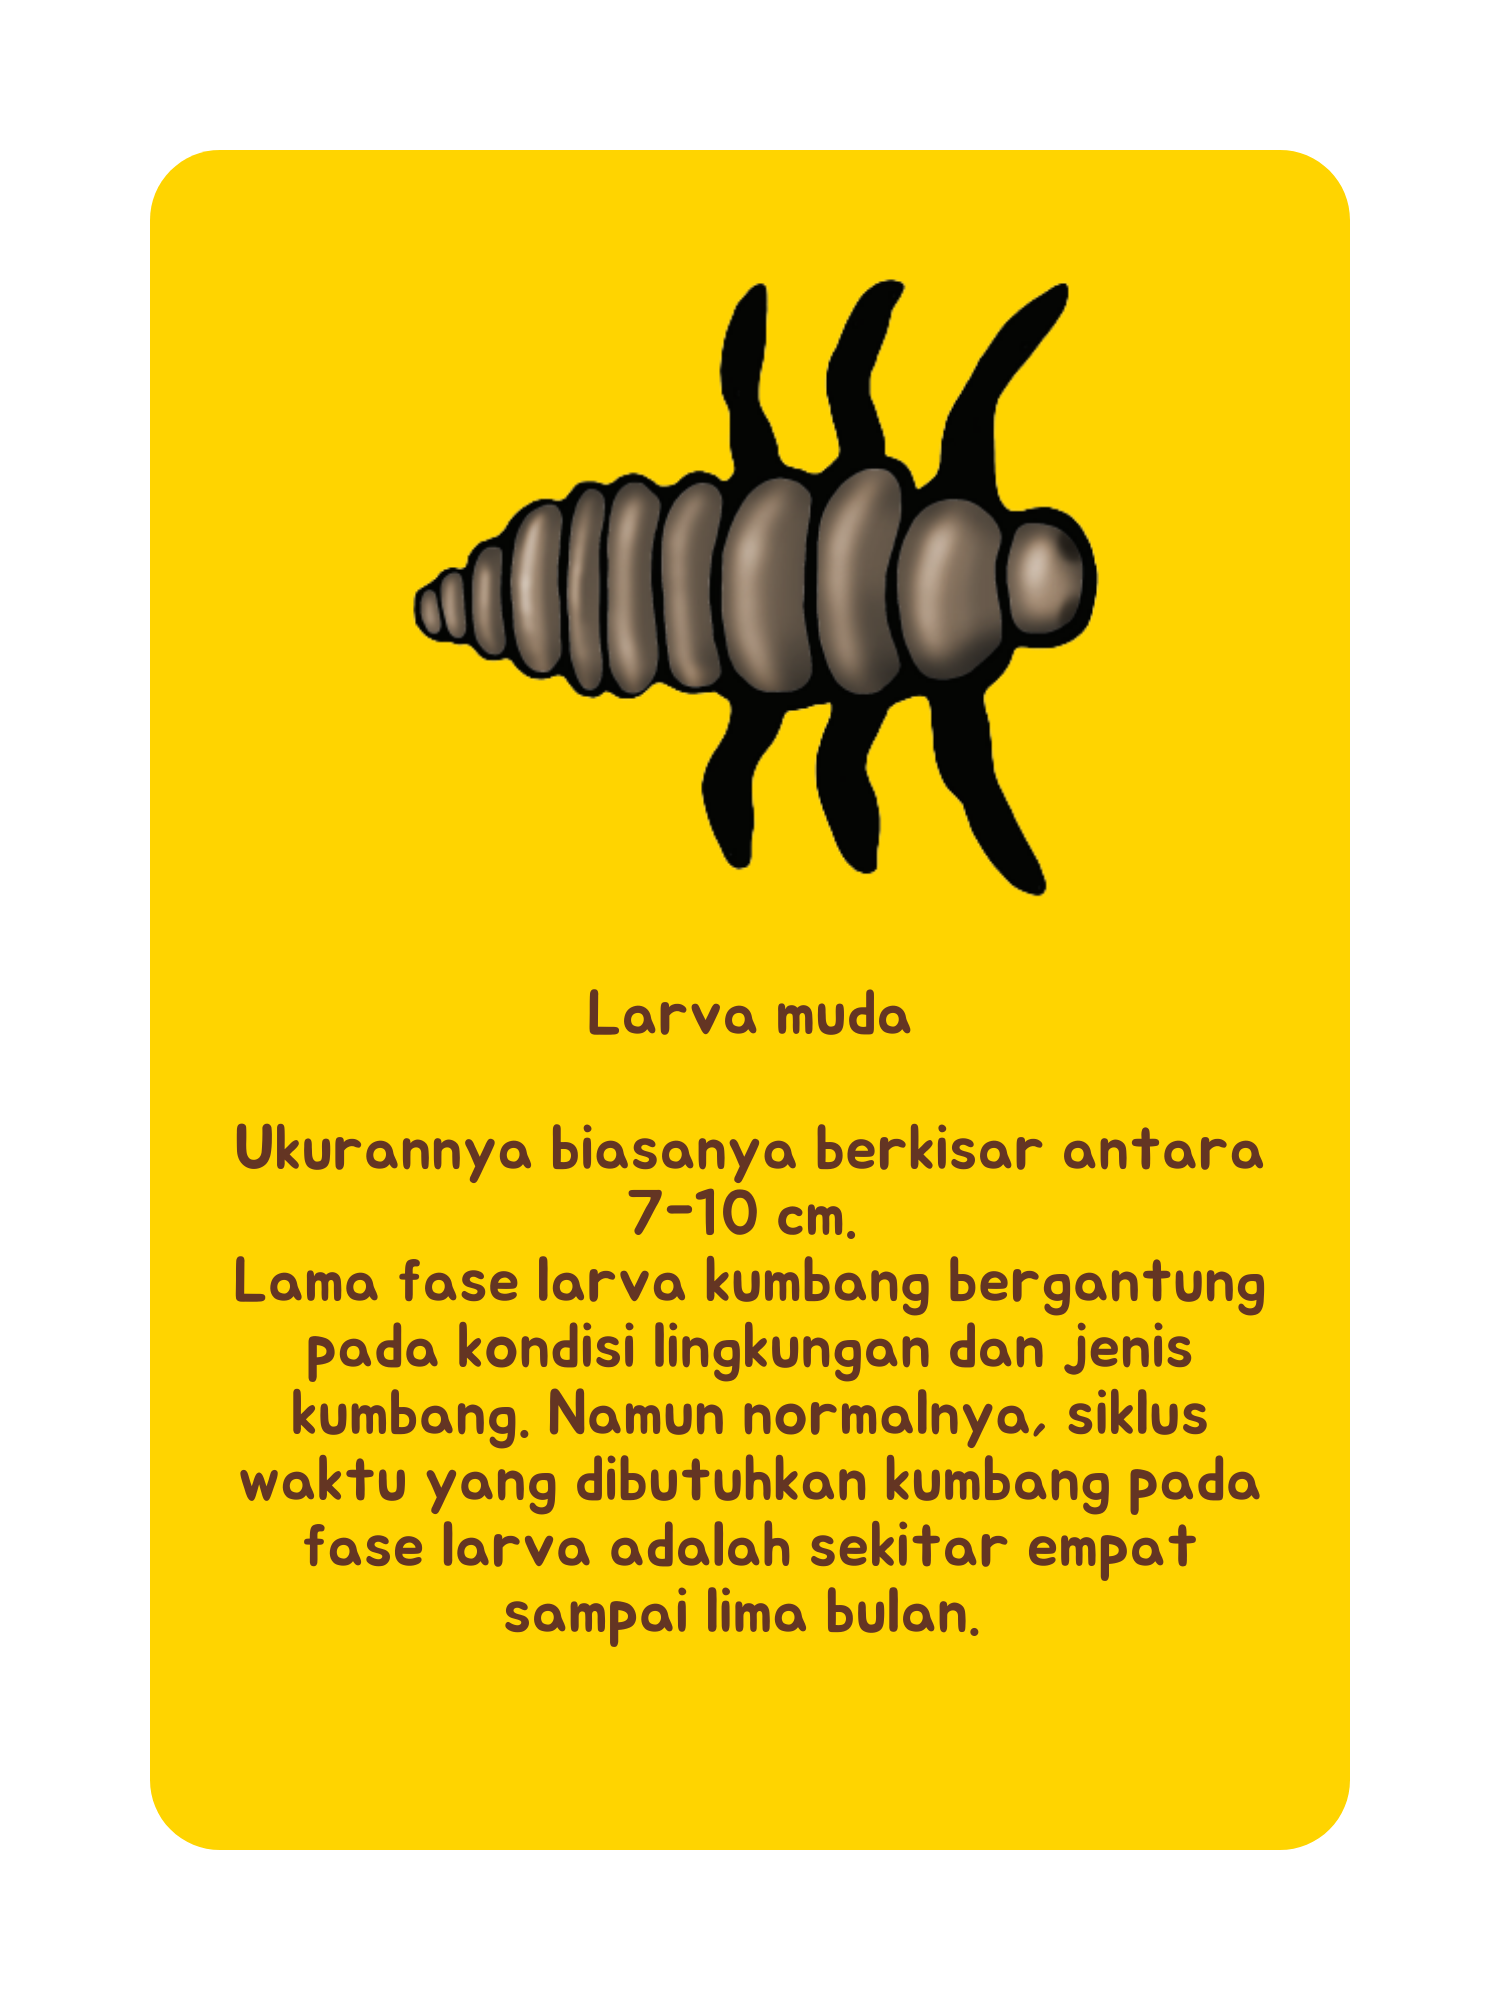 Larva muda
Ukurannya biasanya berkisar antara
7-10 cm.
Lama fase larva kumbang bergantung
pada kondisi lingkungan dan jenis
kumbang. Namun normalnya, siklus
waktu yang dibutuhkan kumbang pada
fase larva adalah sekitar empat
sampai lima bulan.